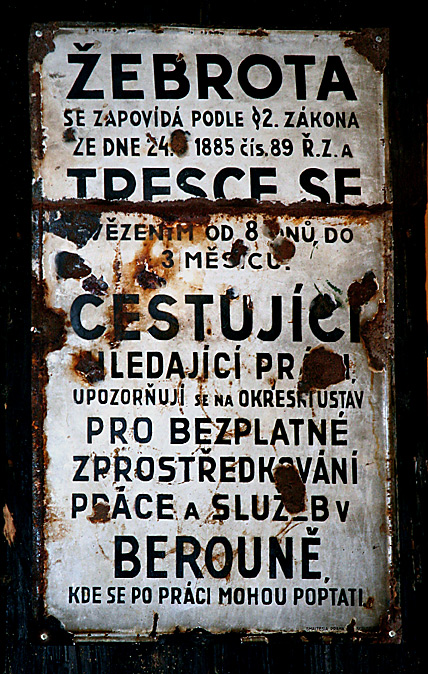 ŽEBROTA
SE ZAPOVÍDÁ PODLE §2. ZÁKONA
ZE DNE 24. 1885 čís. 89 Ř.Z. A
TRESCE SE
VĚZENÍM OD 8 DNŮ, DO
3 MĚSÍCŮ.
CESTUJÍCÍ
HLEDAJÍCÍ PRÁCI,
UPOZORŇUJÍ SE NA OKRESNÍ USTAV
PRO BEZPLATNÉ
ZPROSTŘEDKOVÁNÍ
PRÁCE A SLUŽEB V
BEROUNĚ,
KDE SE PO PRÁCI MOHOU POPTATI.